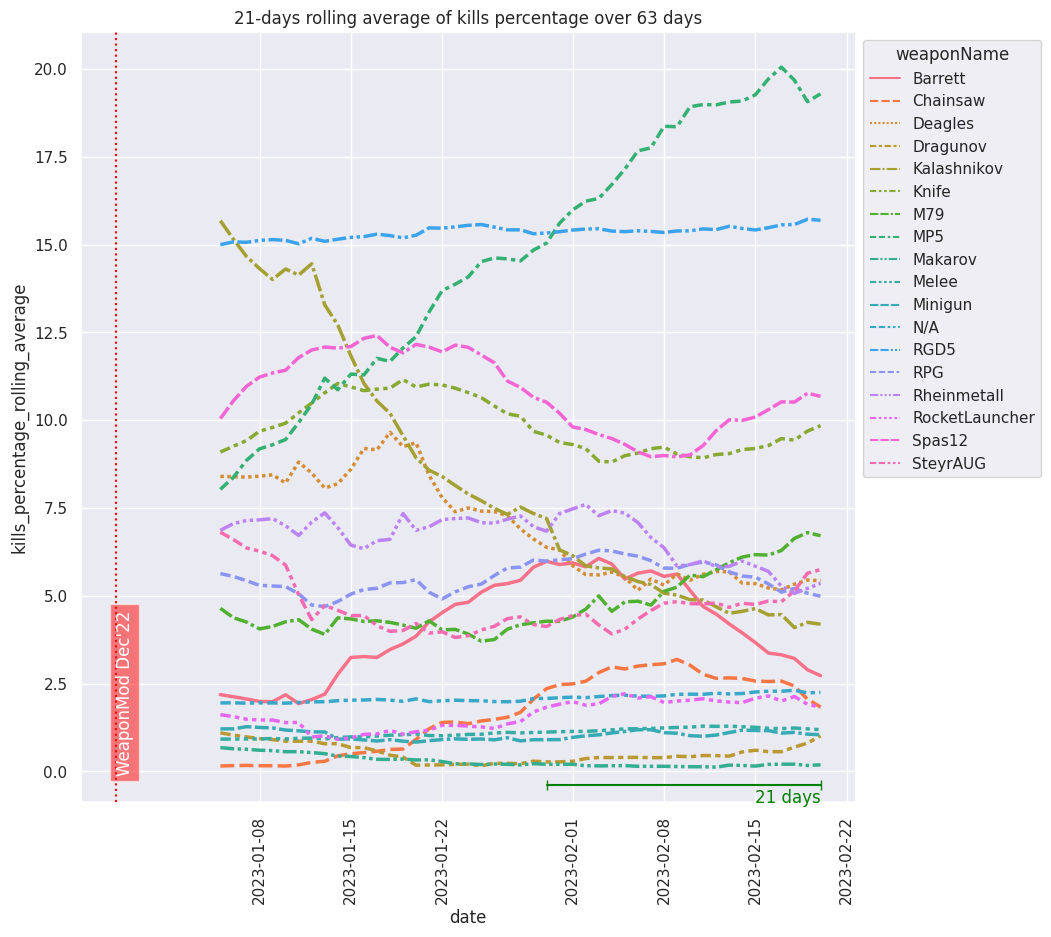 21-days rolling average of kills percentage over 63 days
kills_percentage_rolling_average
20.0
17.5
15.0
12.5
10.0
7.5
5.0
2.5
0.0
WeaponMod Dec'22
21 days
2023-01-08
2023-01-15
2023-01-22
2023-02-01
2023-02-08
2023-02-15
2023-02-22
date
weaponName
Barrett
Chainsaw
Deagles
Dragunov
Kalashnikov
Knife
M79
MP5
Makarov
Melee
Minigun
N/A
RGD5
RPG
Rheinmetall
RocketLauncher
Spas12
SteyrAUG